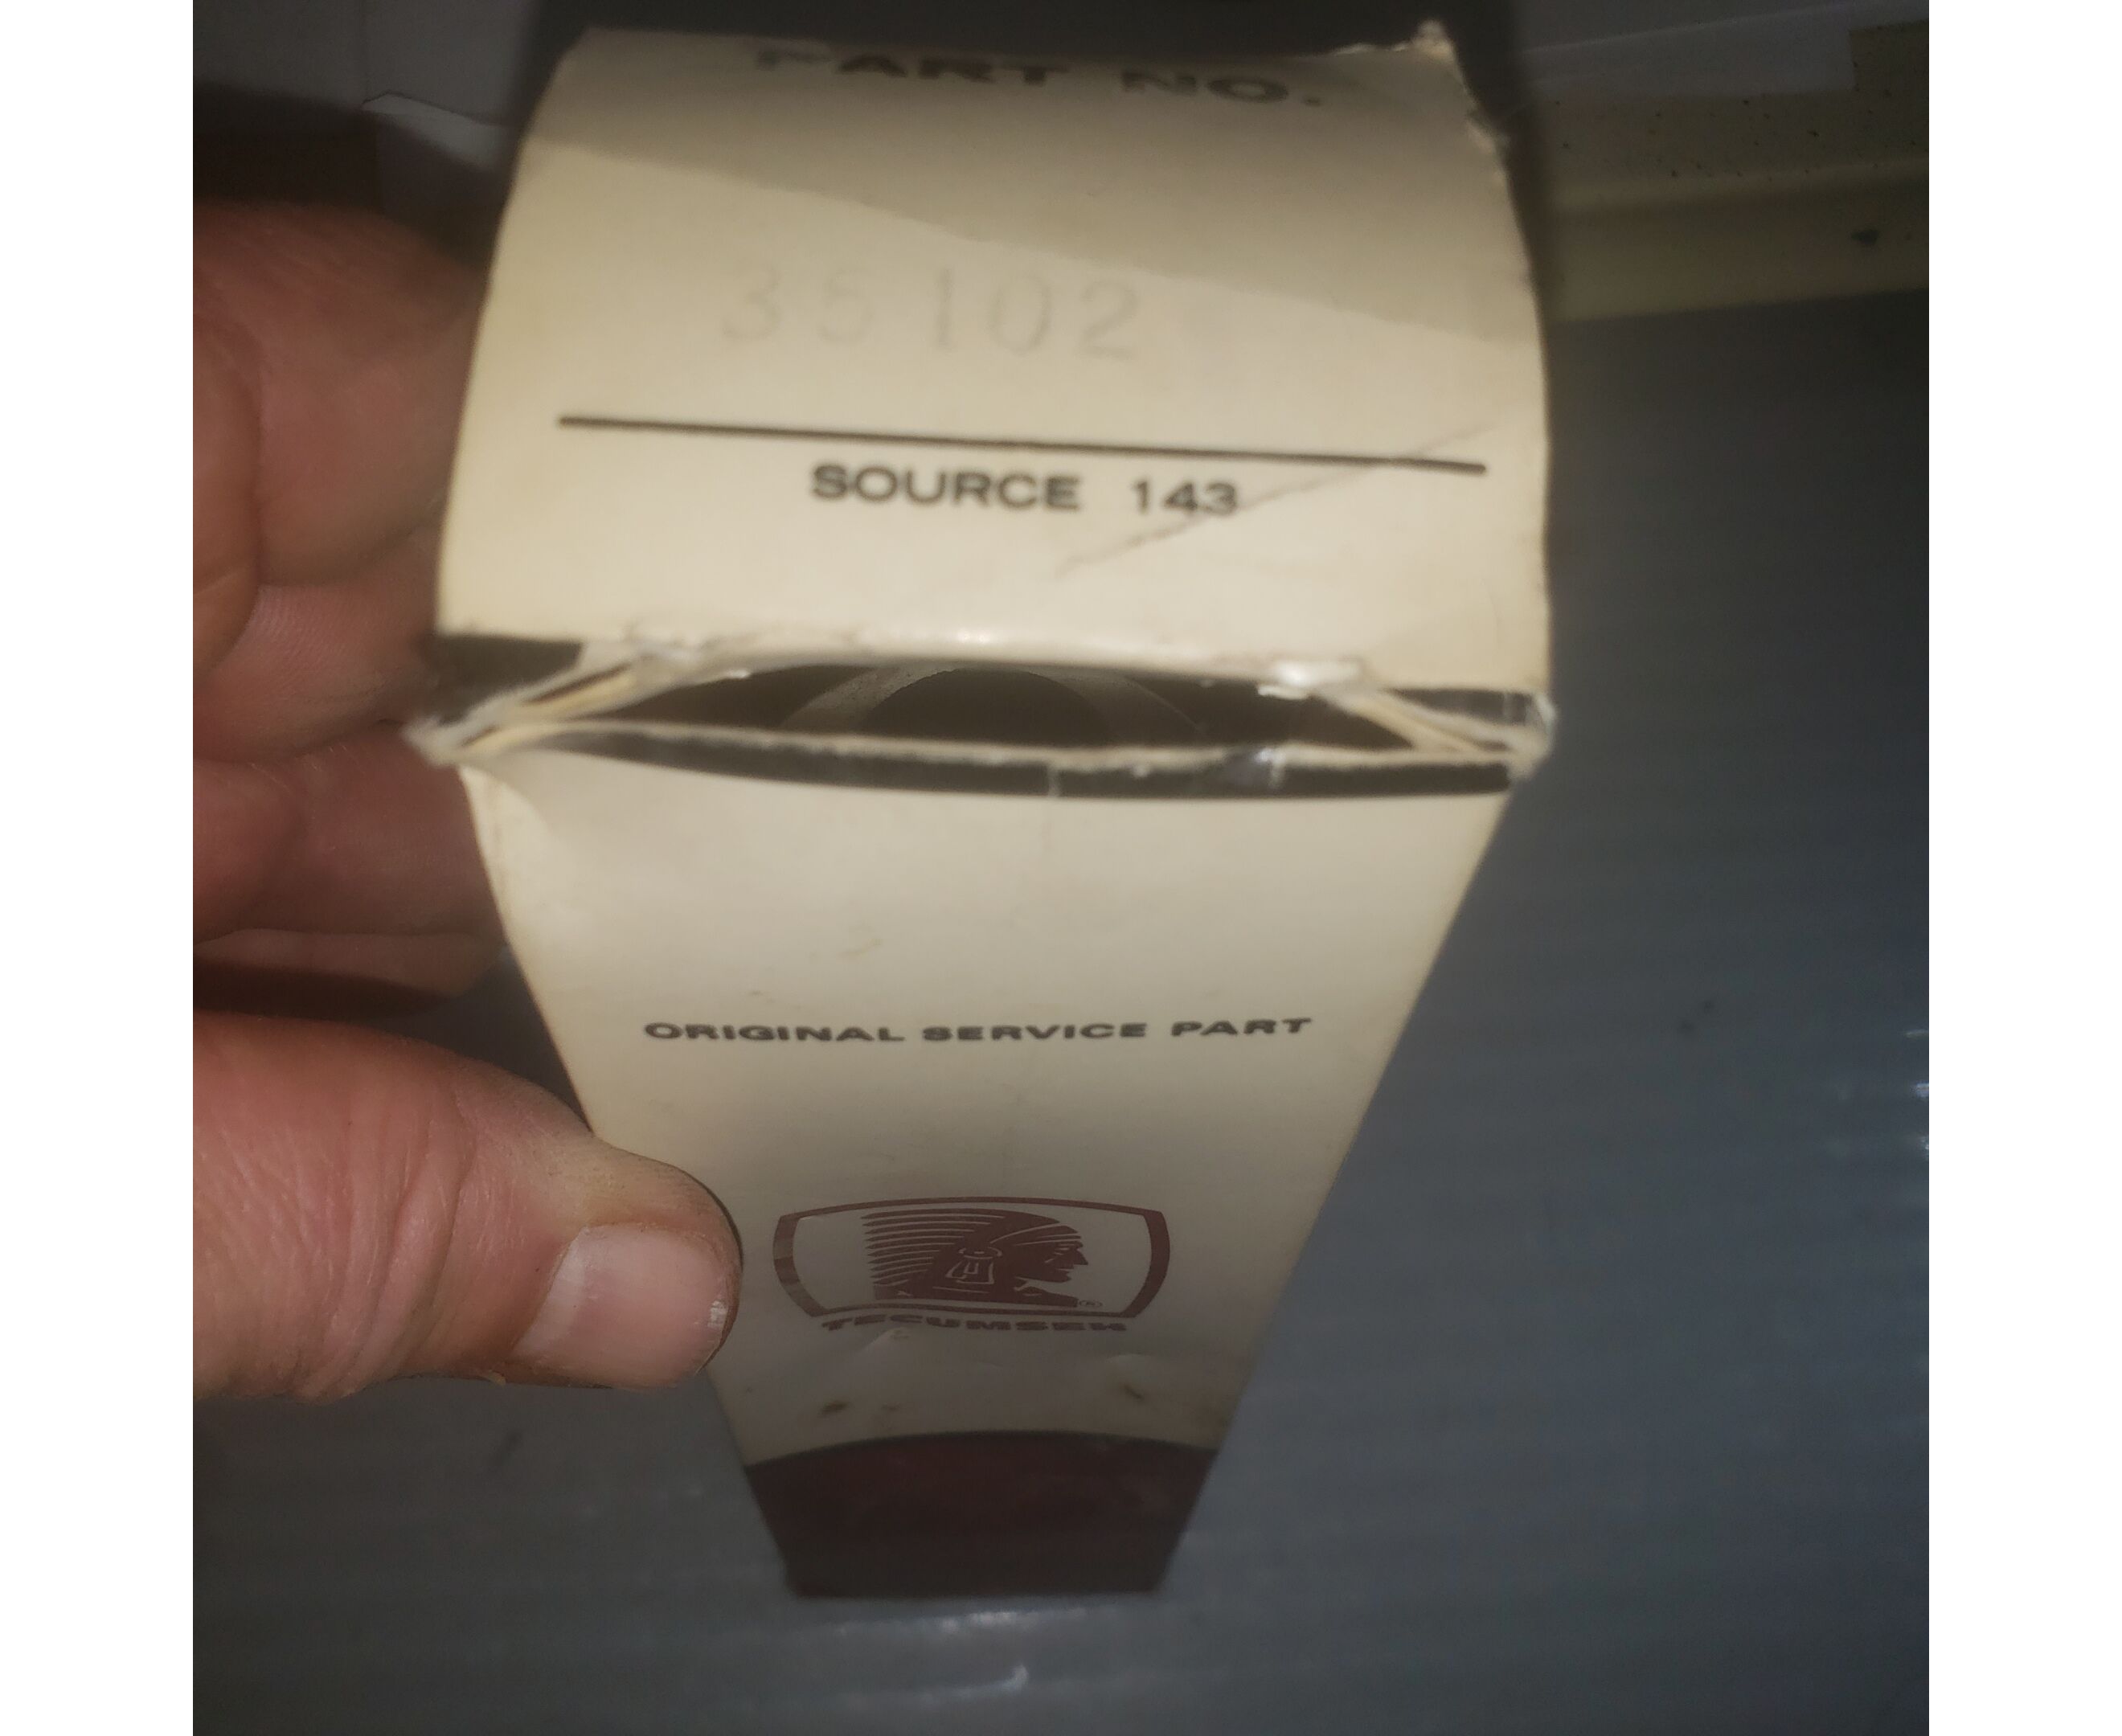 PART NO.
35102
SOURCE 143
ORIGINAL SERVICE PART
®
TECUMSEH